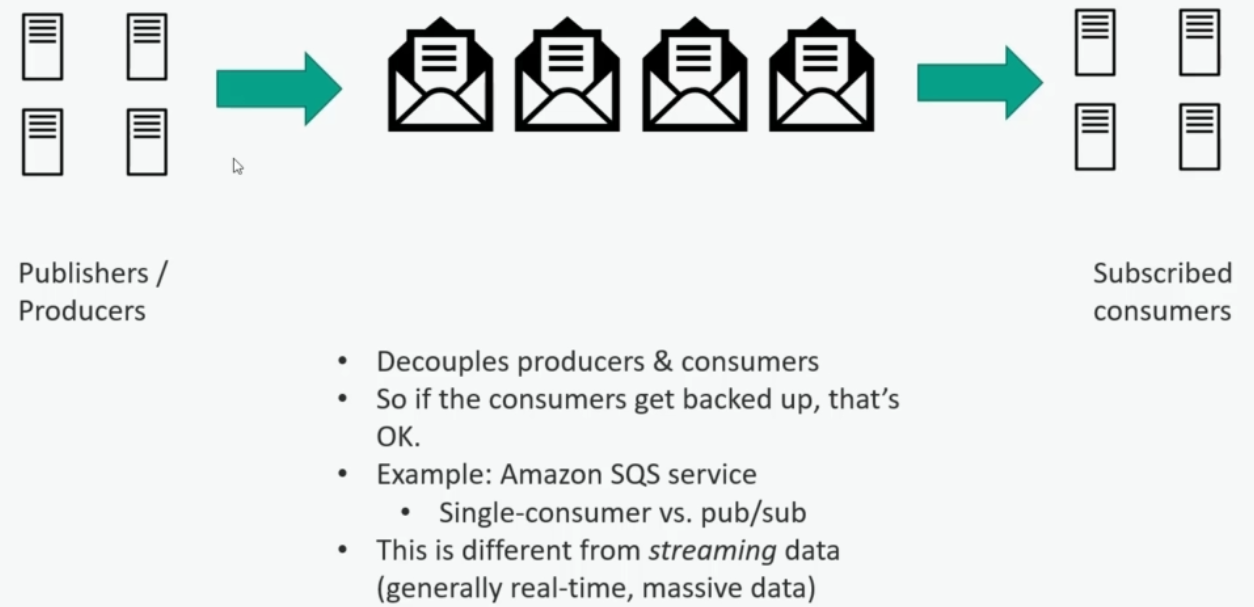 Publishers /
Producers
Subscribed
consumers
• Decouples producers & consumers
• So if the consumers get backed up, that’s
OK.
• Example: Amazon SQS service
• Single-consumer vs. pub/sub
• This is different from streaming data
(generally real-time, massive data)